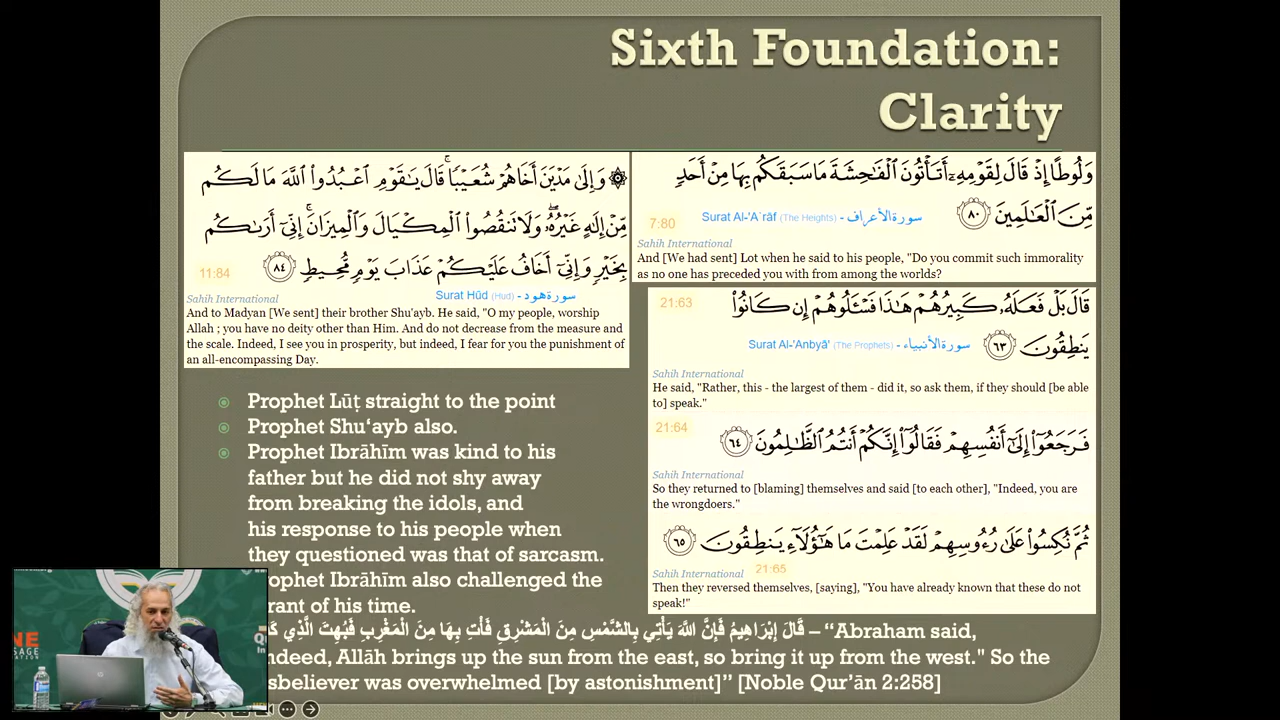 Sixth Foundation:
Clarity
۞ وَإِلَىٰ مَدْيَنَ أَخَاهُمْ شُعَيْبًا ۚ قَالَ يَـٰقَوْمِ ٱعْبُدُوا۟ ٱللَّهَ مَا لَكُم
مِّنْ إِلَـٰهٍ غَيْرُهُۥ ۖ وَلَا تَنقُصُوا۟ ٱلْمِكْيَالَ وَٱلْمِيزَانَ ۚ إِنِّىٓ أَرَىٰكُم
بِخَيْرٍ وَإِنِّىٓ أَخَافُ عَلَيْكُمْ عَذَابَ يَوْمٍ مُّحِيطٍ ٨٤
11:84
Surat Hūd (Hud) - سورة هود
Sahih International
And to Madyan [We sent] their brother Shu'ayb. He said, "O my people, worship
Allah ; you have no deity other than Him. And do not decrease from the measure and
the scale. Indeed, I see you in prosperity, but indeed, I fear for you the punishment of
an all-encompassing Day.
وَلُوطًا إِذْ قَالَ لِقَوْمِهِۦٓ أَتَأْتُونَ ٱلْفَـٰحِشَةَ مَا سَبَقَكُم بِهَا مِنْ أَحَدٍ
مِّنَ ٱلْعَـٰلَمِينَ ٨٠
7:80
Surat Al-'A`rāf (The Heights) - سورة الأعراف
Sahih International
And [We had sent] Lot when he said to his people, "Do you commit such immorality
as no one has preceded you with from among the worlds?
21:63
قَالَ بَلْ فَعَلَهُۥ كَبِيرُهُمْ هَـٰذَا فَسْـَٔلُوهُمْ إِن كَانُوا۟
يَنطِقُونَ ٦٣
Surat Al-'Anbyā' (The Prophets) - سورة الأنبياء
Sahih International
He said, "Rather, this - the largest of them - did it, so ask them, if they should [be able
to] speak."
21:64
فَرَجَعُوٓا۟ إِلَىٰٓ أَنفُسِهِمْ فَقَالُوٓا۟ إِنَّكُمْ أَنتُمُ ٱلظَّـٰلِمُونَ ٦٤
Sahih International
So they returned to [blaming] themselves and said [to each other], "Indeed, you are
the wrongdoers."
ثُمَّ نُكِسُوا۟ عَلَىٰ رُءُوسِهِمْ لَقَدْ عَلِمْتَ مَا هَـٰٓؤُلَآءِ يَنطِقُونَ ٦٥
Sahih International 21:65
Then they reversed themselves, [saying], "You have already known that these do not
speak!"
Prophet Lūṭ straight to the point
Prophet Shu‘ayb also.
Prophet Ibrāhīm was kind to his
father but he did not shy away
from breaking the idols, and
his response to his people when
they questioned was that of sarcasm.
rophet Ibrāhīm also challenged the
rant of his time.
قَالَ إِبْرَاهِيمُ فَإِنَّ اللَّهَ يَأْتِي بِالشَّمْسِ مِنَ الْمَشْرِقِ فَأْتِ بِهَا مِنَ الْمَغْرِبِ فَبُهِتَ الَّذِي – “Abraham said,
ndeed, Allāh brings up the sun from the east, so bring it up from the west." So the
sbeliever was overwhelmed [by astonishment]” [Noble Qur’ān 2:258]